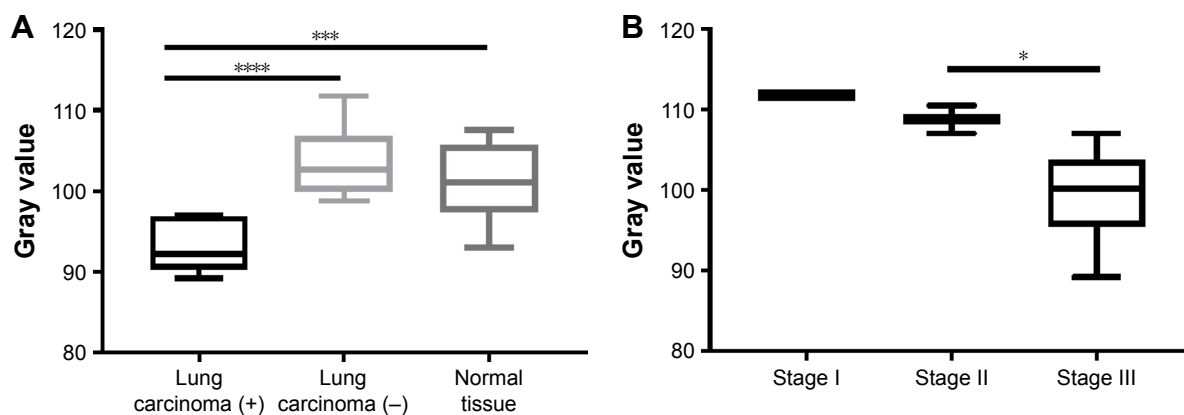 A
Gray value
120
110
100
90
80
***
****
Lung carcinoma (+)
Lung carcinoma (–)
Normal tissue
B
Gray value
120
110
100
90
80
*
Stage I
Stage II
Stage III